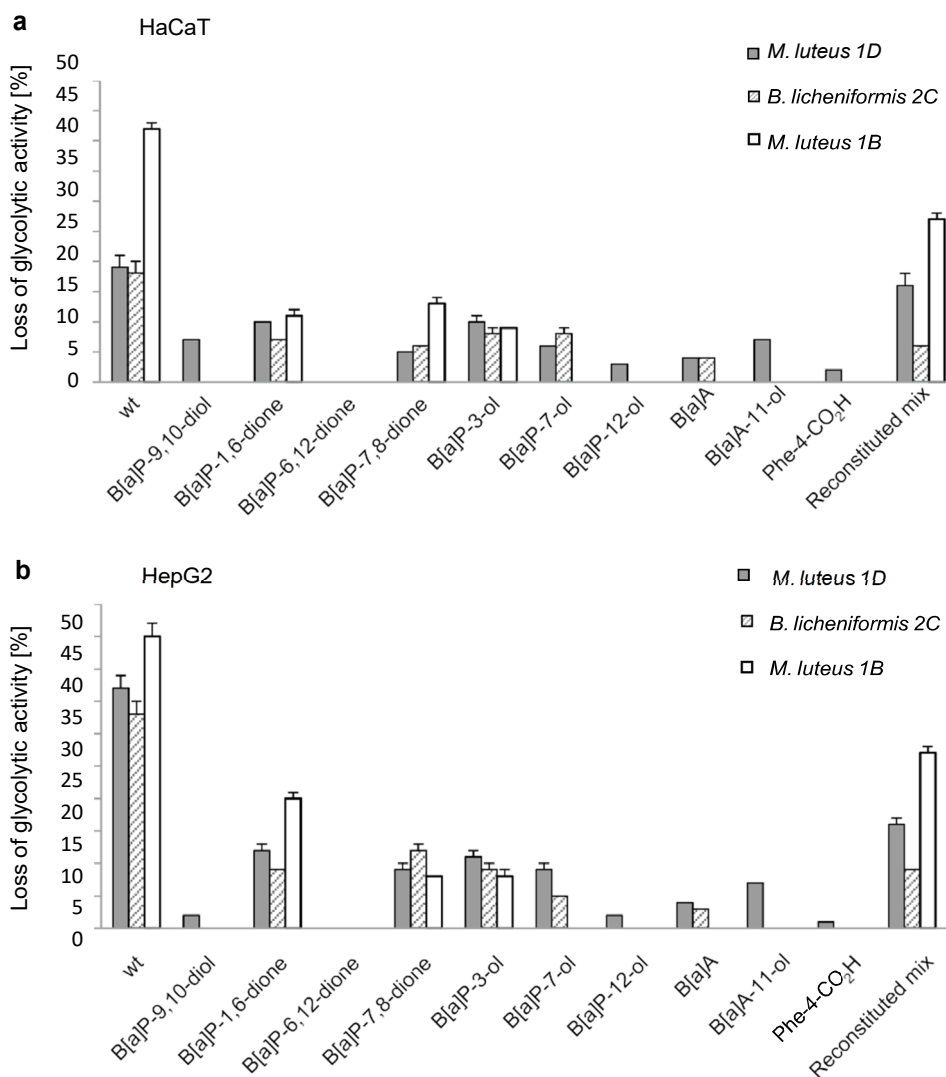 a
HaCaT
M. luteus 1D
B. licheniformis 2C
M. luteus 1B
Loss of glycolytic activity [%]
50
45
40
35
30
20
15
10
5
0
wt
B[a]P-9,10-diol
B[a]P-1,6-dione
B[a]P-6,12-dione
B[a]P-7,8-dione
B[a]P-3-ol
B[a]P-7-ol
B[a]P-12-ol
B[a]A
B[a]A-11-ol
Phe-4-CO2H
Reconstituted mix
b
HepG2
M. luteus 1D
B. licheniformis 2C
M. luteus 1B
Loss of glycolytic activity [%]
50
45
40
35
30
25
20
15
10
5
0
wt
B[a]P-9,10-diol
B[a]P-1,6-dione
B[a]P-6,12-dione
B[a]P-7,8-dione
B[a]P-3-ol
B[a]P-7-ol
B[a]P-12-ol
B[a]A
B[a]A-11-ol
Phe-4-CO2H
Reconstituted mix